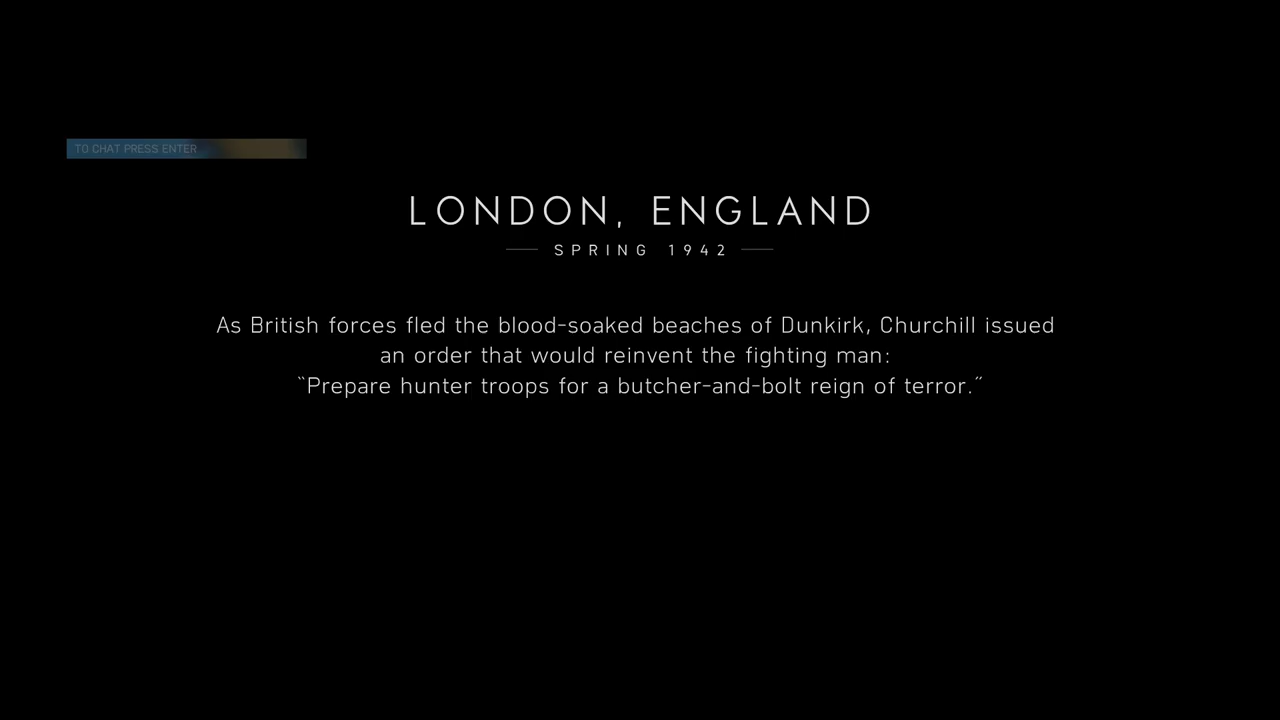 TO CHAT PRESS ENTER
LONDON, ENGLAND
SPRING 1942
As British forces fled the blood-soaked beaches of Dunkirk, Churchill issued
an order that would reinvent the fighting man:
“Prepare hunter troops for a butcher-and-bolt reign of terror.”